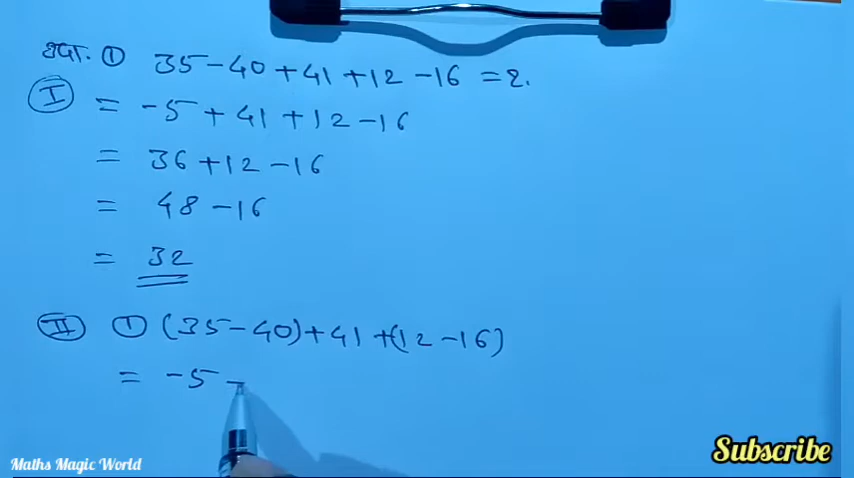 उदा. ① 35 - 40 + 41 + 12 - 16 = ?.
Ⓘ = -5 + 41 + 12 - 16
= 36 + 12 - 16
= 48 - 16
= 32
Ⅱ ① (35 - 40) + 41 + (12 - 16)
= -5 -
Subscribe
Maths Magic World